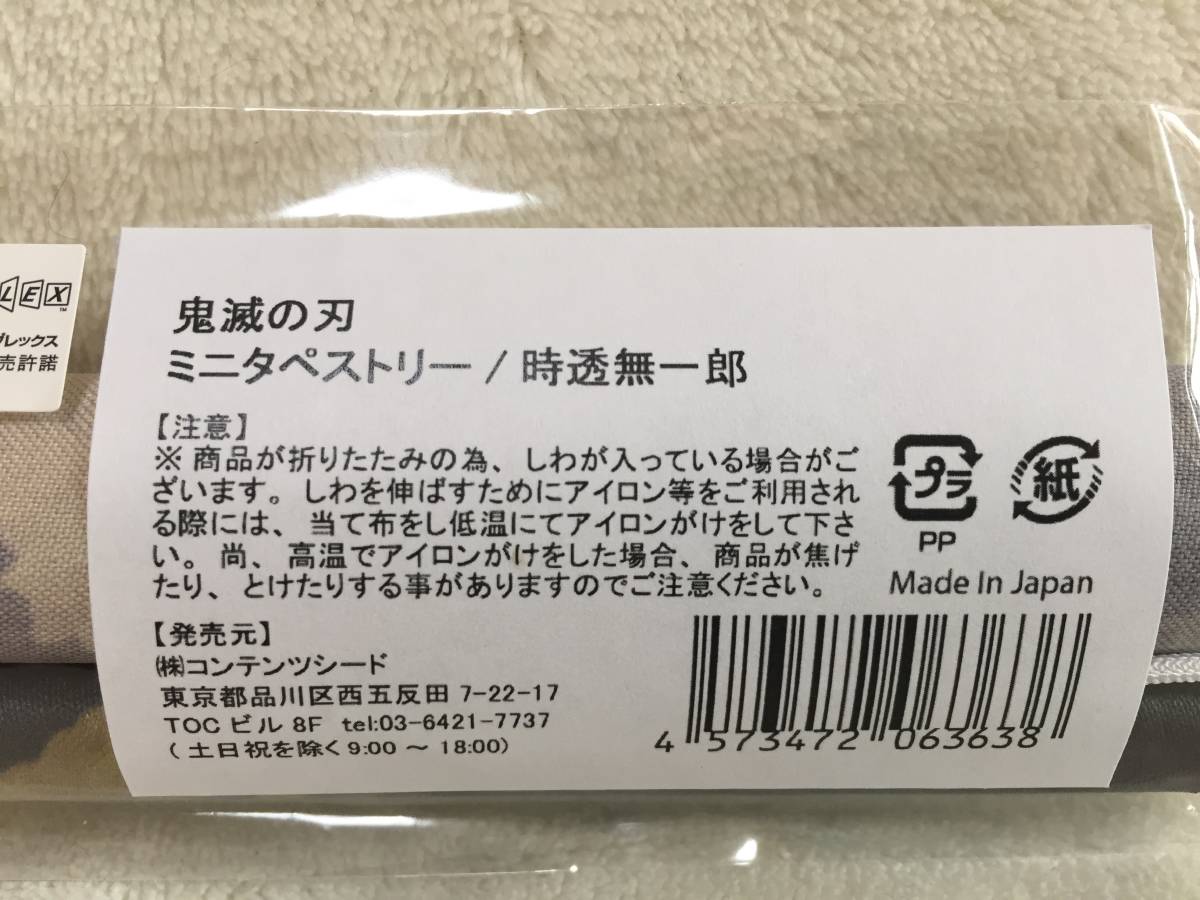 LEX™
プレックス
売許諾
鬼滅の刃
ミニタペストリー / 時透無一郎
【注意】
※商品が折りたたみの為、しわが入っている場合がご
ざいます。しわを伸ばすためにアイロン等をご利用され
る際には、当て布をし低温にてアイロンがけをして下さ
い。尚、高温でアイロンがけをした場合、商品が焦げ
たり、とけたりする事がありますのでご注意ください。
【発売元】
㈱コンテンツシード
東京都品川区西五反田 7-22-17
TOC ビル 8F tel:03-6421-7737
(土日祝を除く 9:00 ～ 18:00)
プラ
PP
紙
Made In Japan
4 573472 063638